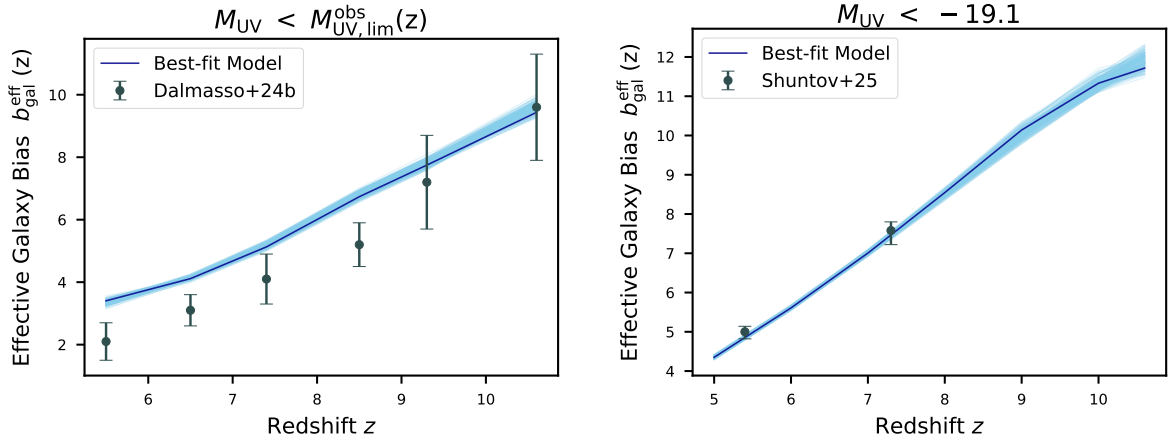 M_UV < M^obs_UV,lim(z)
Best-fit Model
Dalmasso+24b
Effective Galaxy Bias b^eff_gal (z)
10
8
6
4
2
6 7 8 9 10
Redshift z
M_UV < −19.1
Best-fit Model
Shuntov+25
Effective Galaxy Bias b^eff_gal (z)
12
11
10
9
8
7
6
5
4
5 6 7 8 9 10
Redshift z